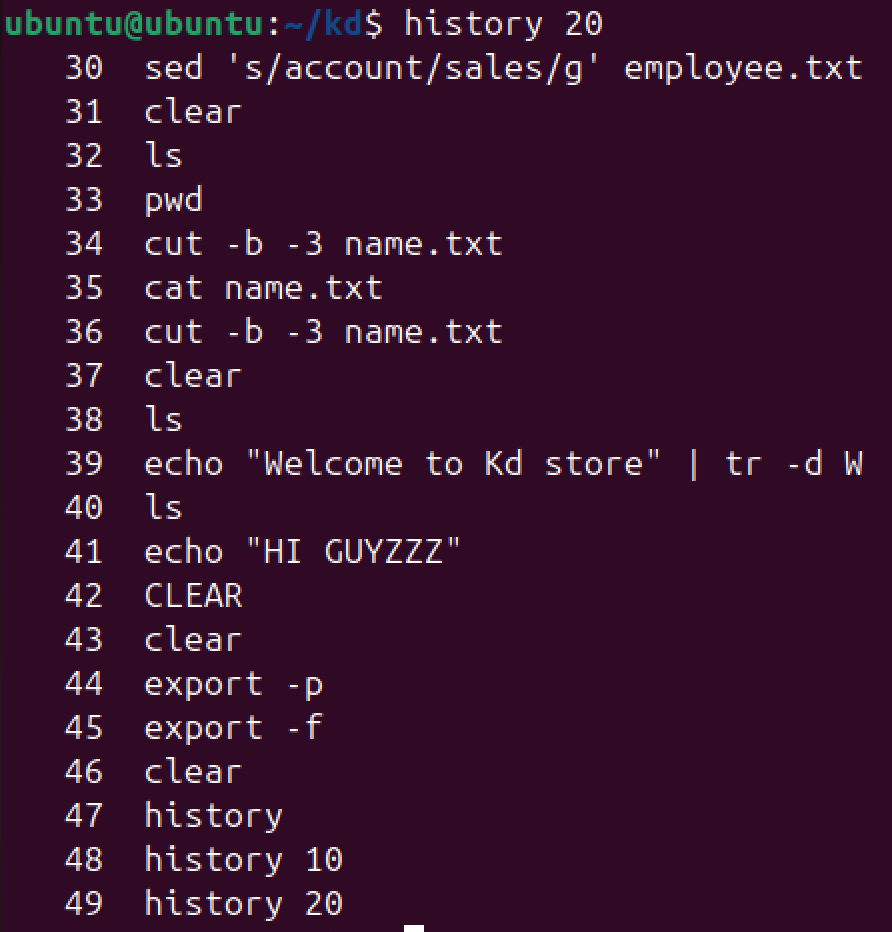 ubuntu@ubuntu:~/kd$ history 20
30 sed 's/account/sales/g' employee.txt
31 clear
32 ls
33 pwd
34 cut -b -3 name.txt
35 cat name.txt
36 cut -b -3 name.txt
37 clear
38 ls
39 echo "Welcome to Kd store" | tr -d W
40 ls
41 echo "HI GUYZZZ"
42 CLEAR
43 clear
44 export -p
45 export -f
46 clear
47 history
48 history 10
49 history 20